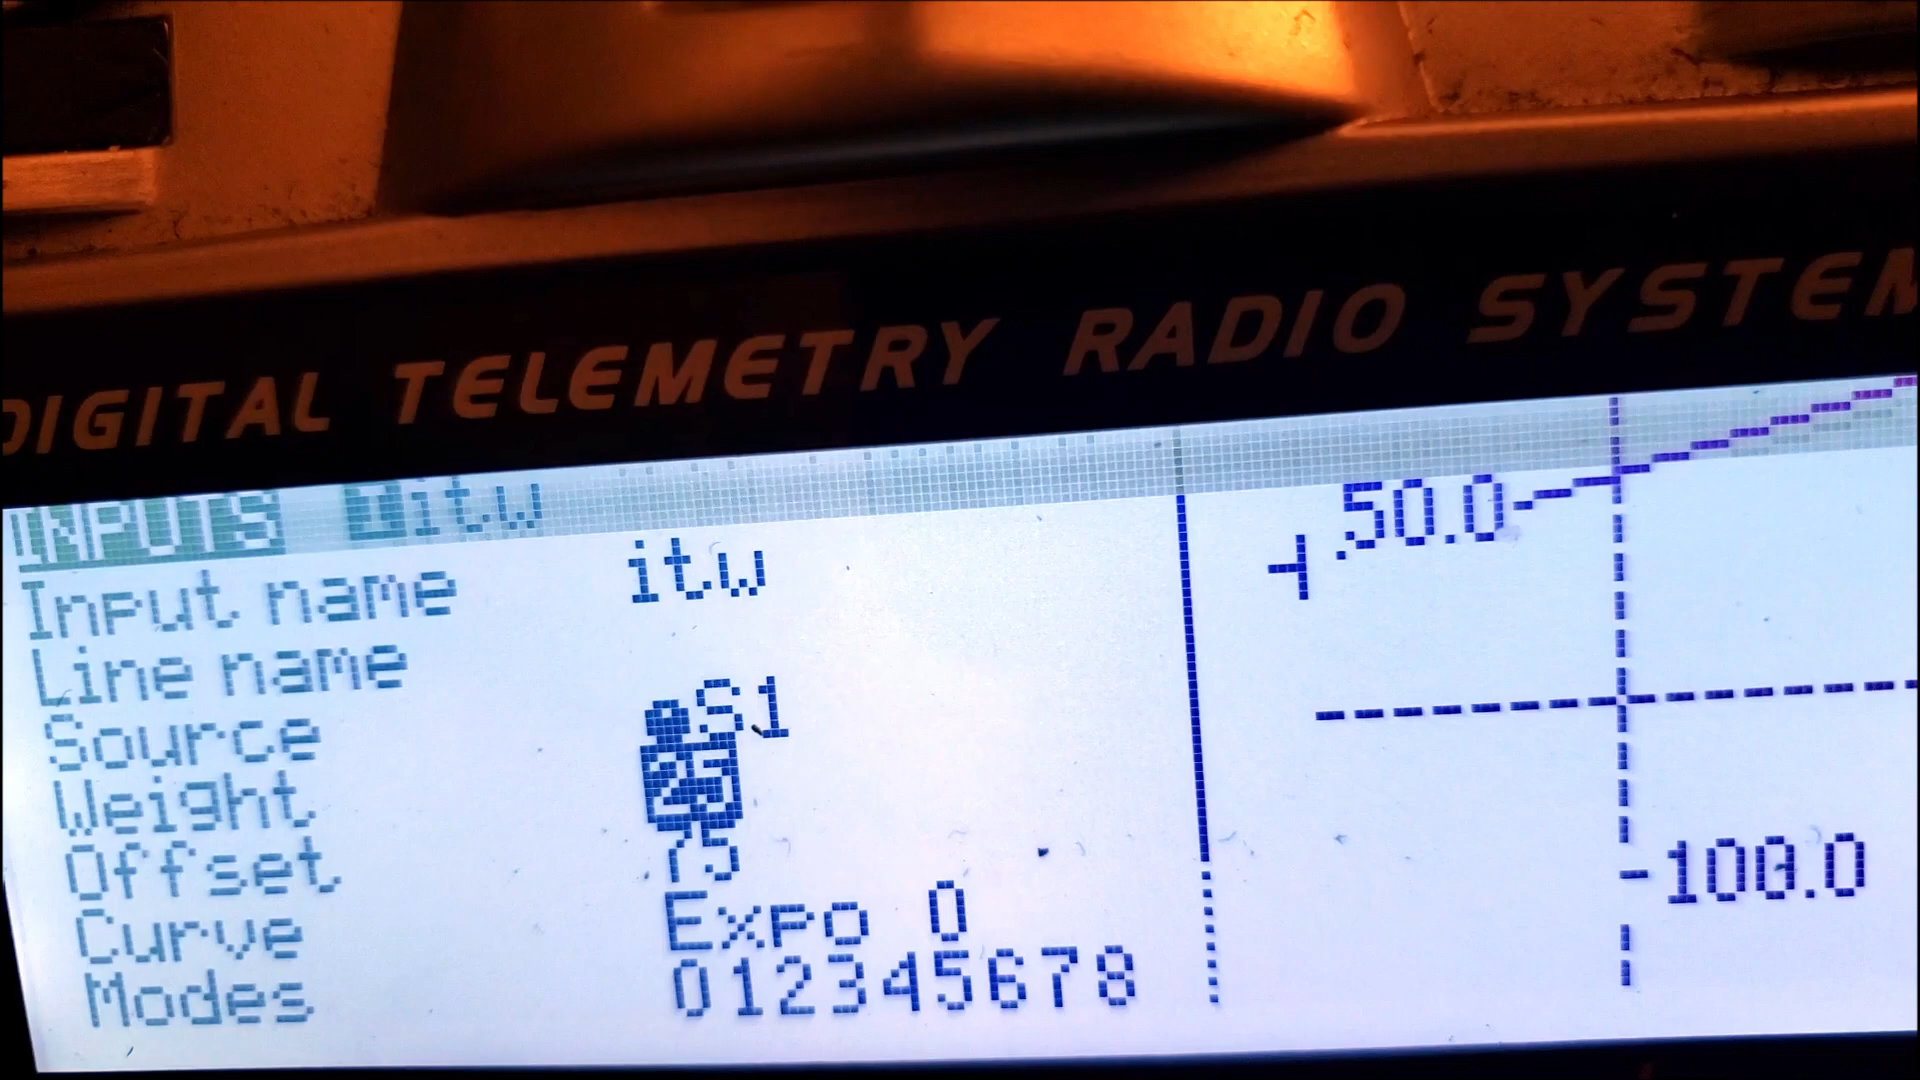 DIGITAL TELEMETRY RADIO SYSTEM
INPUTS itw
Input name itw
Line name
Source S1
Weight 25
Offset 75
Curve Expo 0
Modes 012345678
50.0
-100.0